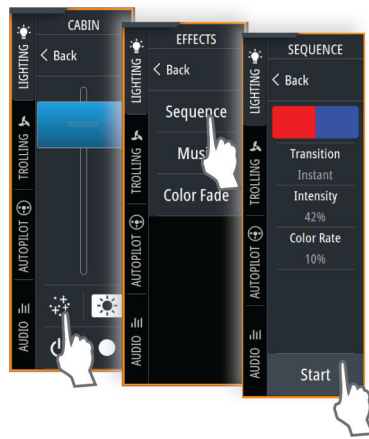 CABIN
< Back
LIGHTING
TROLLING
AUTOPILOT
AUDIO
EFFECTS
< Back
Sequence
Color Fade
LIGHTING
TROLLING
AUTOPILOT
AUDIO
SEQUENCE
< Back
Transition
Instant
Intensity
42%
Color Rate
10%
Start
LIGHTING
TROLLING
AUTOPILOT
AUDIO